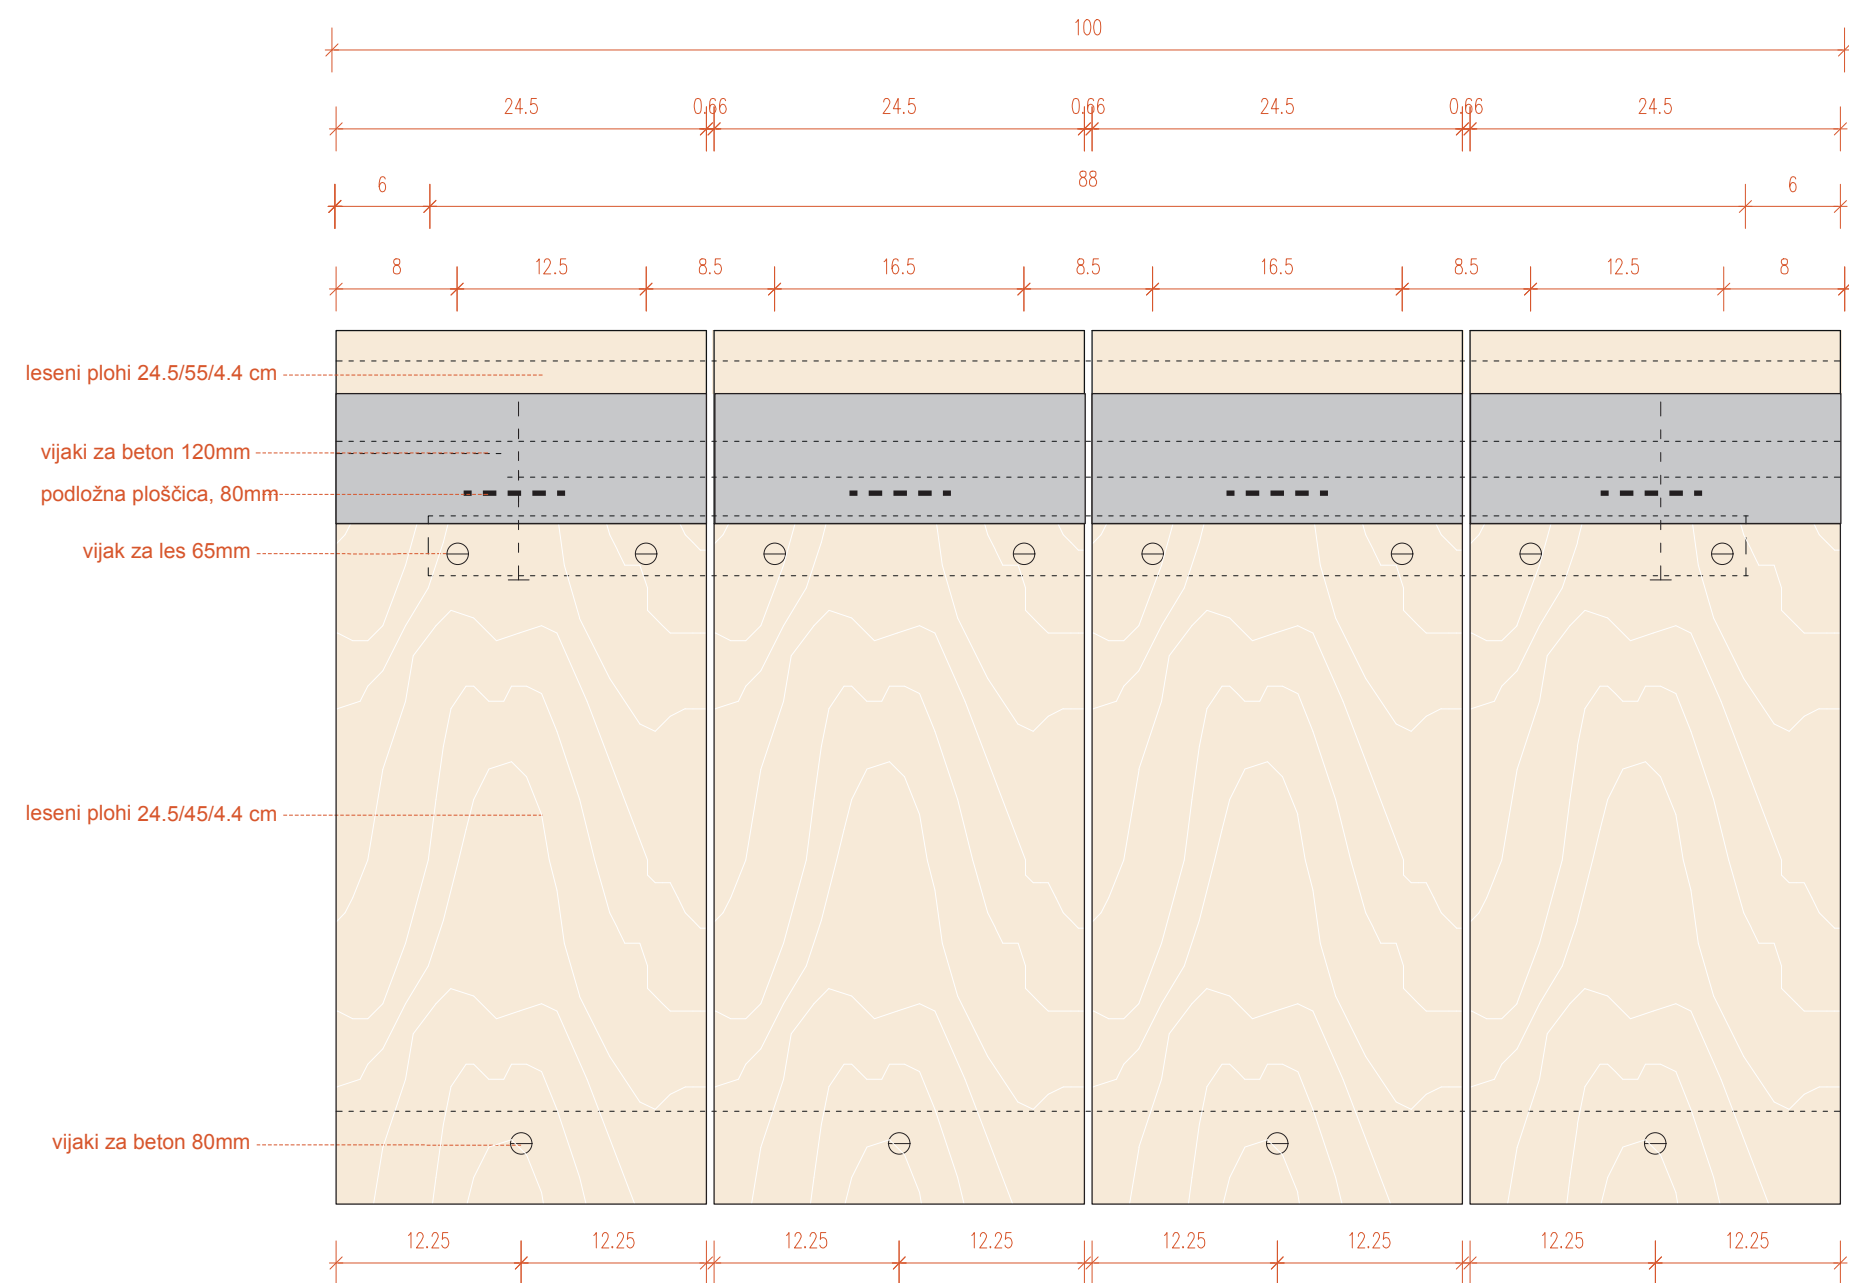 100
24.5 0.66 24.5 0.66 24.5 0.66 24.5
6 88 6
8 12.5 8.5 16.5 8.5 16.5 8.5 12.5 8
leseni plohi 24.5/55/4.4 cm
vijaki za beton 120mm
podložna ploščica, 80mm
vijak za les 65mm
leseni plohi 24.5/45/4.4 cm
vijaki za beton 80mm
12.25 12.25 12.25 12.25 12.25 12.25 12.25 12.25